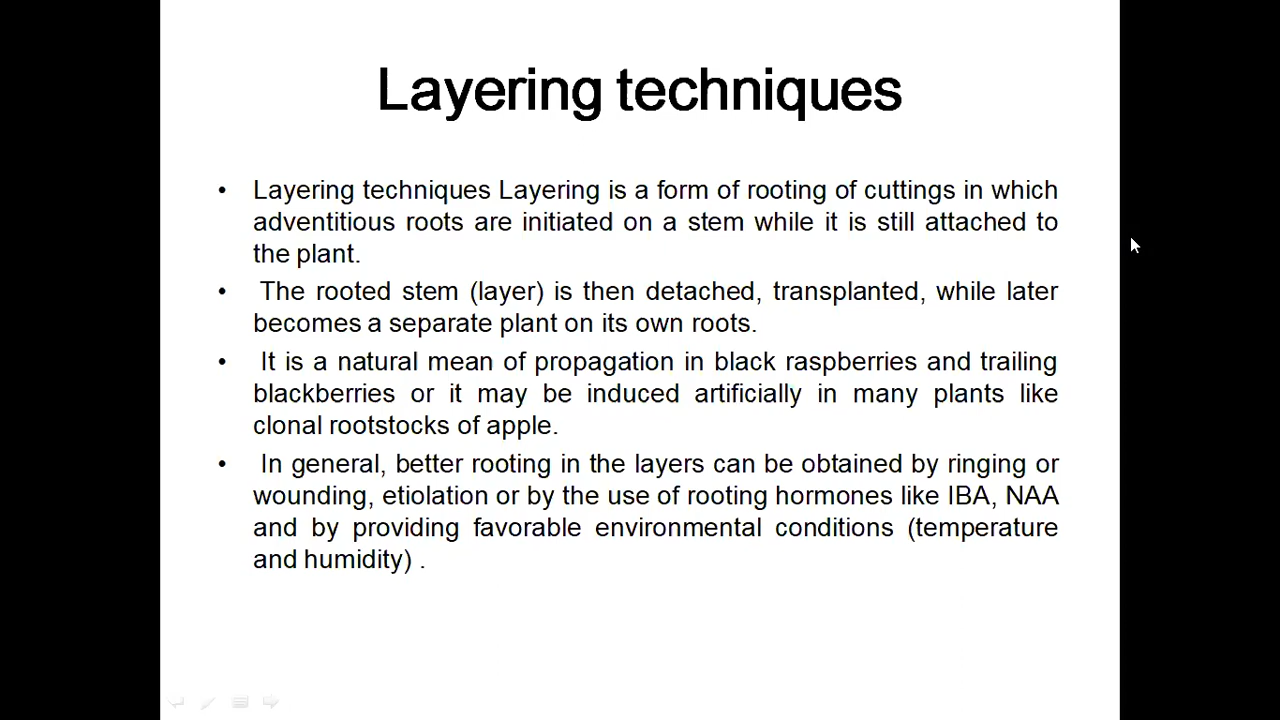 Layering techniques
• Layering techniques Layering is a form of rooting of cuttings in which
adventitious roots are initiated on a stem while it is still attached to
the plant.
• The rooted stem (layer) is then detached, transplanted, while later
becomes a separate plant on its own roots.
• It is a natural mean of propagation in black raspberries and trailing
blackberries or it may be induced artificially in many plants like
clonal rootstocks of apple.
• In general, better rooting in the layers can be obtained by ringing or
wounding, etiolation or by the use of rooting hormones like IBA, NAA
and by providing favorable environmental conditions (temperature
and humidity) .